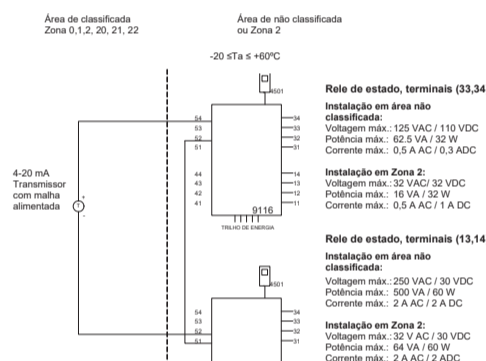 Área de classificada
Zona 0,1,2, 20, 21, 22
Área de não classificada
ou Zona 2
-20 ≤Ta ≤ +60ºC
4501
54
53
52
51
44
43
42
41
34
33
32
31
14
13
12
11
9116
TRILHO DE ENERGIA
4-20 mA
Transmissor
com malha
alimentada
4501
54
53
52
51
34
33
32
31
Rele de estado, terminais (33,34
Instalação em área não
classificada:
Voltagem máx.: 125 VAC / 110 VDC
Potência máx.: 62.5 VA / 32 W
Corrente máx.: 0,5 A AC / 0,3 ADC
Instalação em Zona 2:
Voltagem máx.: 32 VAC/ 32 VDC
Potência máx.: 16 VA / 32 W
Corrente máx.: 0,5 A AC / 1 A DC
Rele de estado, terminais (13,14
Instalação em área não
classificada:
Voltagem máx.: 250 VAC / 30 VDC
Potência máx.: 500 VA / 60 W
Corrente máx.: 2 A AC / 2 A DC
Instalação em Zona 2:
Voltagem máx.: 32 V AC / 30 VDC
Potência máx.: 64 VA / 60 W
Corrente máx.: 2 A AC / 2 ADC